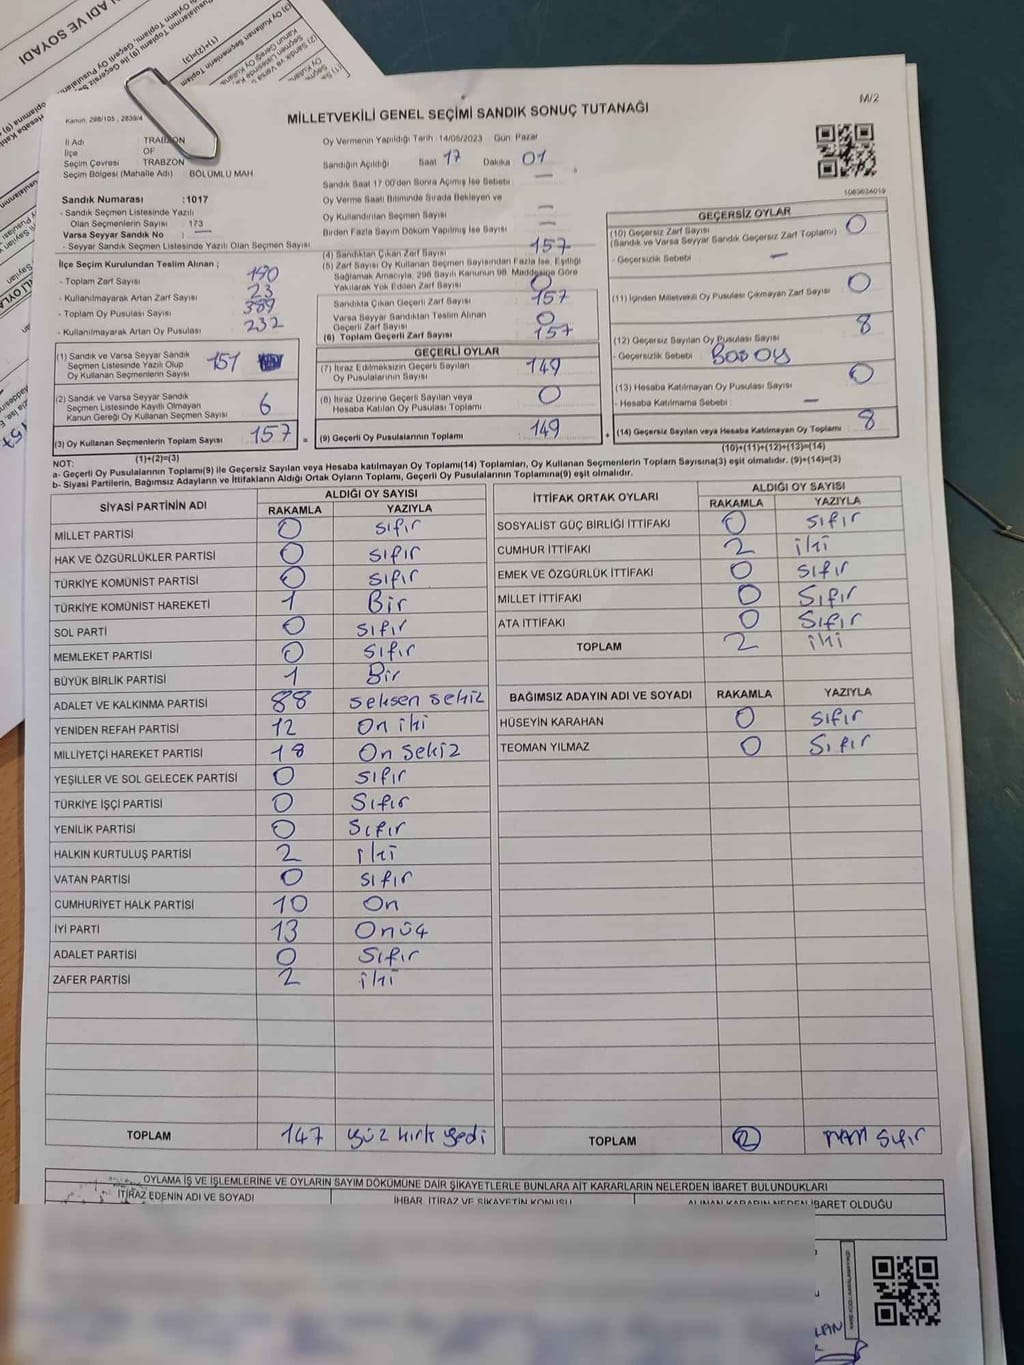 M/2
MİLLETVEKİLİ GENEL SEÇİMİ SANDIK SONUÇ TUTANAĞI
Kanun: 298/105 , 2839/4
İl Adı TRABZON
İlçe OF
Seçim Çevresi TRABZON
Seçim Bölgesi (Mahalle Adı) BÖLÜMLÜ MAH.
Sandık Numarası :1017
- Sandık Seçmen Listesinde Yazılı
Olan Seçmenlerin Sayısı : 173
Varsa Seyyar Sandık No : —
- Seyyar Sandık Seçmen Listesinde Yazılı Olan Seçmen Sayısı
İlçe Seçim Kurulundan Teslim Alınan ;
- Toplam Zarf Sayısı
- Kullanılmayarak Artan Zarf Sayısı 23
- Toplam Oy Pusulası Sayısı 389
- Kullanılmayarak Artan Oy Pusulası 232
(1) Sandık ve Varsa Seyyar Sandık
Seçmen Listesinde Yazılı Olup
Oy Kullanan Seçmenlerin Sayısı 151
(2) Sandık ve Varsa Seyyar Sandık
Seçmen Listesinde Kayıtlı Olmayan
Kanun Gereği Oy Kullanan Seçmen Sayısı 6
(3) Oy Kullanan Seçmenlerin Toplam Sayısı 157 =
(1)+(2)=(3)
Oy Vermenin Yapıldığı Tarih : 14/05/2023 Gün Pazar
Sandığın Açıldığı Saat 17 Dakika 01
Sandık Saat 17:00'den Sonra Açımış İse Sebebi —
Oy Verme Saati Bitiminde Sırada Bekleyen ve
Oy Kullandırılan Seçmen Sayısı —
Birden Fazla Sayım Döküm Yapılmış İse Sayısı —
(4) Sandıktan Çıkan Zarf Sayısı 157
(5) Zarf Sayısı Oy Kullanan Seçmen Sayısından Fazla İse, Eşitliği
Sağlamak Amacıyla, 298 Sayılı Kanunun 98. Maddesine Göre
Yakılarak Yok Edilen Zarf Sayısı 0
Sandıkta Çıkan Geçerli Zarf Sayısı 157
Varsa Seyyar Sandıktan Teslim Alınan
Geçerli Zarf Sayısı 0
(6) Toplam Geçerli Zarf Sayısı 157
GEÇERLİ OYLAR
(7) İtiraz Edilmeksizin Geçerli Sayılan
Oy Pusulalarının Sayısı 149
(8) İtiraz Üzerine Geçerli Sayılan veya
Hesaba Katılan Oy Pusulası Toplamı 0
(9) Geçerli Oy Pusulalarının Toplamı 149 +
1083634019
GEÇERSİZ OYLAR
(10) Geçersiz Zarf Sayısı 0
(Sandık ve Varsa Seyyar Sandık Geçersiz Zarf Toplamı)
- Geçersizlik Sebebi —
(11) İçinden Milletvekili Oy Pusulası Çıkmayan Zarf Sayısı 0
(12) Geçersiz Sayılan Oy Pusulası Sayısı 8
- Geçersizlik Sebebi : BOŞ OY
(13) Hesaba Katılmayan Oy Pusulası Sayısı 0
- Hesaba Katılmama Sebebi : —
(14) Geçersiz Sayılan veya Hesaba Katılmayan Oy Toplamı 8
(10)+(11)+(12)+(13)=(14)
NOT:
a- Geçerli Oy Pusulalarının Toplamı(9) ile Geçersiz Sayılan veya Hesaba katılmayan Oy Toplamı(14) Toplamları, Oy Kullanan Seçmenlerin Toplam Sayısına(3) eşit olmalıdır. (9)+(14)=(3)
b- Siyasi Partilerin, Bağımsız Adayların ve İttifakların Aldığı Ortak Oyların Toplamı, Geçerli Oy Pusulalarının Toplamına(9) eşit olmalıdır.
SİYASİ PARTİNİN ADI ALDIĞI OY SAYISI
RAKAMLA YAZIYLA
MİLLET PARTİSİ 0 sıfır
HAK VE ÖZGÜRLÜKLER PARTİSİ 0 sıfır
TÜRKİYE KOMÜNİST PARTİSİ 0 sıfır
TÜRKİYE KOMÜNİST HAREKETİ 1 Bir
SOL PARTİ 0 sıfır
MEMLEKET PARTİSİ 0 sıfır
BÜYÜK BİRLİK PARTİSİ 1 Bir
ADALET VE KALKINMA PARTİSİ 88 seksen sekiz
YENİDEN REFAH PARTİSİ 12 On iki
MİLLİYETÇİ HAREKET PARTİSİ 18 On sekiz
YEŞİLLER VE SOL GELECEK PARTİSİ 0 sıfır
TÜRKİYE İŞÇİ PARTİSİ 0 Sıfır
YENİLİK PARTİSİ 0 Sıfır
HALKIN KURTULUŞ PARTİSİ 2 iki
VATAN PARTİSİ 0 sıfır
CUMHURİYET HALK PARTİSİ 10 On
İYİ PARTİ 13 Onüç
ADALET PARTİSİ 0 Sıfır
ZAFER PARTİSİ 2 iki
TOPLAM 147 yüz kırk yedi
İTTİFAK ORTAK OYLARI ALDIĞI OY SAYISI
RAKAMLA YAZIYLA
SOSYALİST GÜÇ BİRLİĞİ İTTİFAKI 0 sıfır
CUMHUR İTTİFAKI 2 iki
EMEK VE ÖZGÜRLÜK İTTİFAKI 0 sıfır
MİLLET İTTİFAKI 0 Sıfır
ATA İTTİFAKI 0 Sıfır
TOPLAM 2 iki
BAĞIMSIZ ADAYIN ADI VE SOYADI RAKAMLA YAZIYLA
HÜSEYİN KARAHAN 0 sıfır
TEOMAN YILMAZ 0 Sıfır
TOPLAM sıfır
OYLAMA İŞ VE İŞLEMLERİNE VE OYLARIN SAYIM DÖKÜMÜNE DAİR ŞİKAYETLERLE BUNLARA AİT KARARLARIN NELERDEN İBARET BULUNDUKLARI
İTİRAZ EDENİN ADI VE SOYADI İHBAR, İTİRAZ VE ŞİKAYETİN KONUSU ALINAN KARARIN NEDEN İBARET OLDUĞU